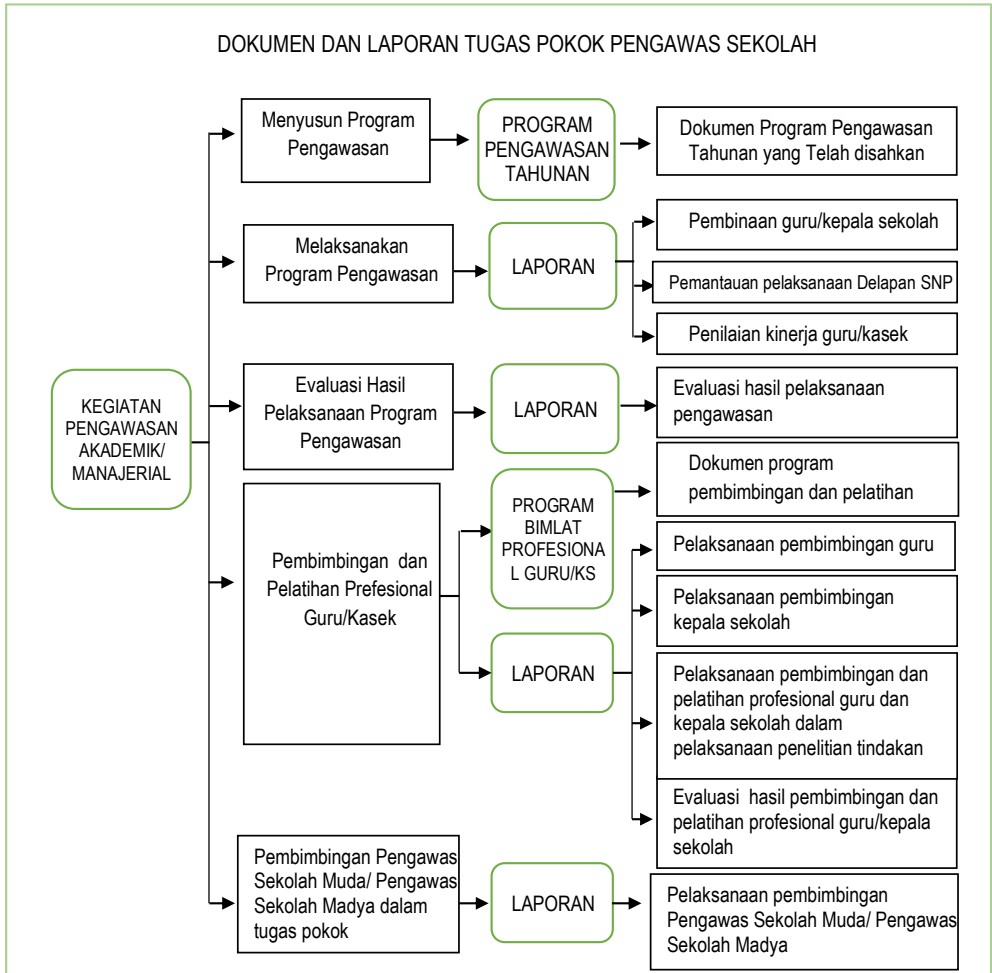 DOKUMEN DAN LAPORAN TUGAS POKOK PENGAWAS SEKOLAH
KEGIATAN
PENGAWASAN
AKADEMIK/
MANAJERIAL
Menyusun Program
Pengawasan
PROGRAM
PENGAWASAN
TAHUNAN
Dokumen Program Pengawasan
Tahunan yang Telah disahkan
Melaksanakan
Program Pengawasan
LAPORAN
Pembinaan guru/kepala sekolah
Pemantauan pelaksanaan Delapan SNP
Penilaian kinerja guru/kasek
Evaluasi Hasil
Pelaksanaan Program
Pengawasan
LAPORAN
Evaluasi hasil pelaksanaan
pengawasan
Pembimbingan dan
Pelatihan Prefesional
Guru/Kasek
PROGRAM
BIMLAT
PROFESIONA
L GURU/KS
Dokumen program
pembimbingan dan pelatihan
LAPORAN
Pelaksanaan pembimbingan guru
Pelaksanaan pembimbingan
kepala sekolah
Pelaksanaan pembimbingan dan
pelatihan profesional guru dan
kepala sekolah dalam
pelaksanaan penelitian tindakan
Evaluasi hasil pembimbingan dan
pelatihan profesional guru/kepala
sekolah
Pembimbingan Pengawas
Sekolah Muda/ Pengawas
Sekolah Madya dalam
tugas pokok
LAPORAN
Pelaksanaan pembimbingan
Pengawas Sekolah Muda/ Pengawas
Sekolah Madya